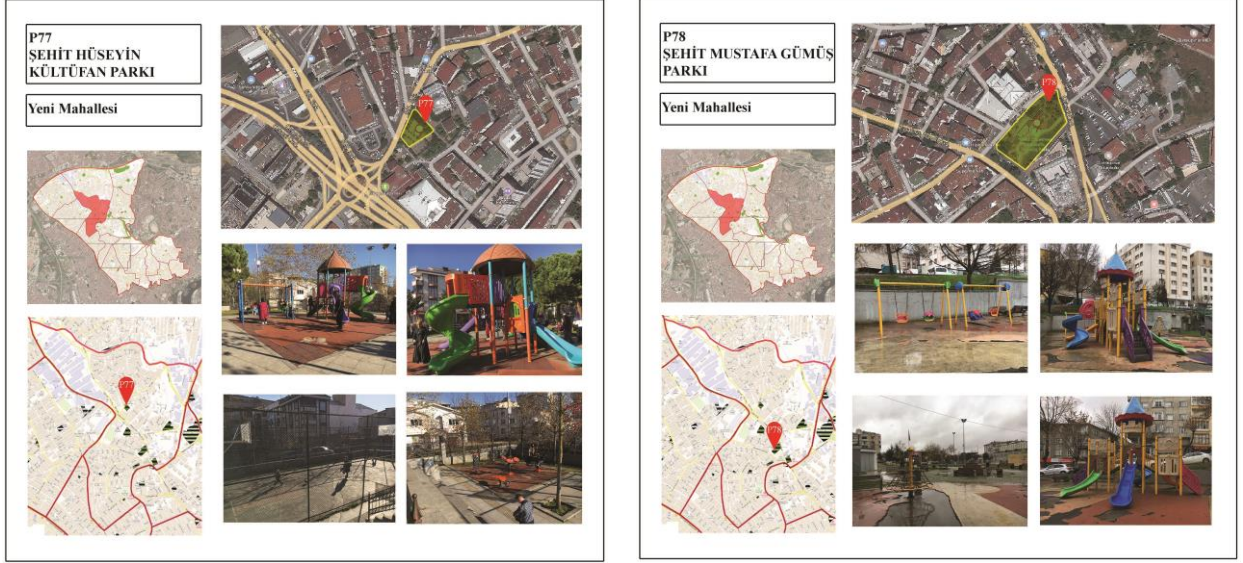 P77
ŞEHİT HÜSEYİN
KÜLTÜFAN PARKI
Yeni Mahallesi
P77
P77
P78
ŞEHİT MUSTAFA GÜMÜŞ
PARKI
Yeni Mahallesi
P78
P78